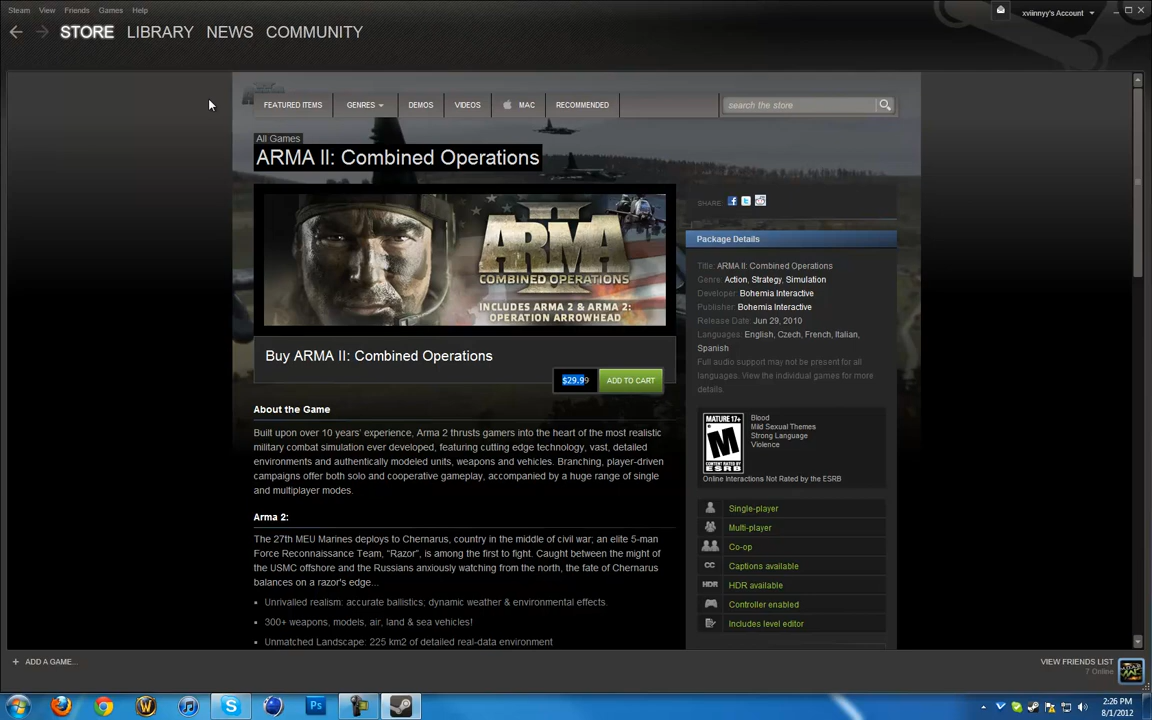 Steam View Friends Games Help
xviinnyy's Account
STORE LIBRARY NEWS COMMUNITY
FEATURED ITEMS GENRES DEMOS VIDEOS MAC RECOMMENDED search the store
All Games
ARMA II: Combined Operations
SHARE:
ARMA II
COMBINED OPERATIONS
INCLUDES ARMA 2 & ARMA 2:
OPERATION ARROWHEAD
Buy ARMA II: Combined Operations
$29.99 ADD TO CART
About the Game
Built upon over 10 years' experience, Arma 2 thrusts gamers into the heart of the most realistic
military combat simulation ever developed, featuring cutting edge technology, vast, detailed
environments and authentically modeled units, weapons and vehicles. Branching, player-driven
campaigns offer both solo and cooperative gameplay, accompanied by a huge range of single
and multiplayer modes.
Arma 2:
The 27th MEU Marines deploys to Chernarus, country in the middle of civil war; an elite 5-man
Force Reconnaissance Team, “Razor”, is among the first to fight. Caught between the might of
the USMC offshore and the Russians anxiously watching from the north, the fate of Chernarus
balances on a razor's edge...
Unrivalled realism: accurate ballistics; dynamic weather & environmental effects.
300+ weapons, models, air, land & sea vehicles!
Unmatched Landscape: 225 km2 of detailed real-data environment
Package Details
Title: ARMA II: Combined Operations
Genre: Action, Strategy, Simulation
Developer: Bohemia Interactive
Publisher: Bohemia Interactive
Release Date: Jun 29, 2010
Languages: English, Czech, French, Italian,
Spanish
Full audio support may not be present for all
languages. View the individual games for more
details.
MATURE 17+
M
CONTENT RATED BY
ESRB
Blood
Mild Sexual Themes
Strong Language
Violence
Online Interactions Not Rated by the ESRB
Single-player
Multi-player
Co-op
CC Captions available
HDR HDR available
Controller enabled
Includes level editor
+ ADD A GAME...
VIEW FRIENDS LIST
7 Online
W S Ps
2:26 PM
8/1/2012